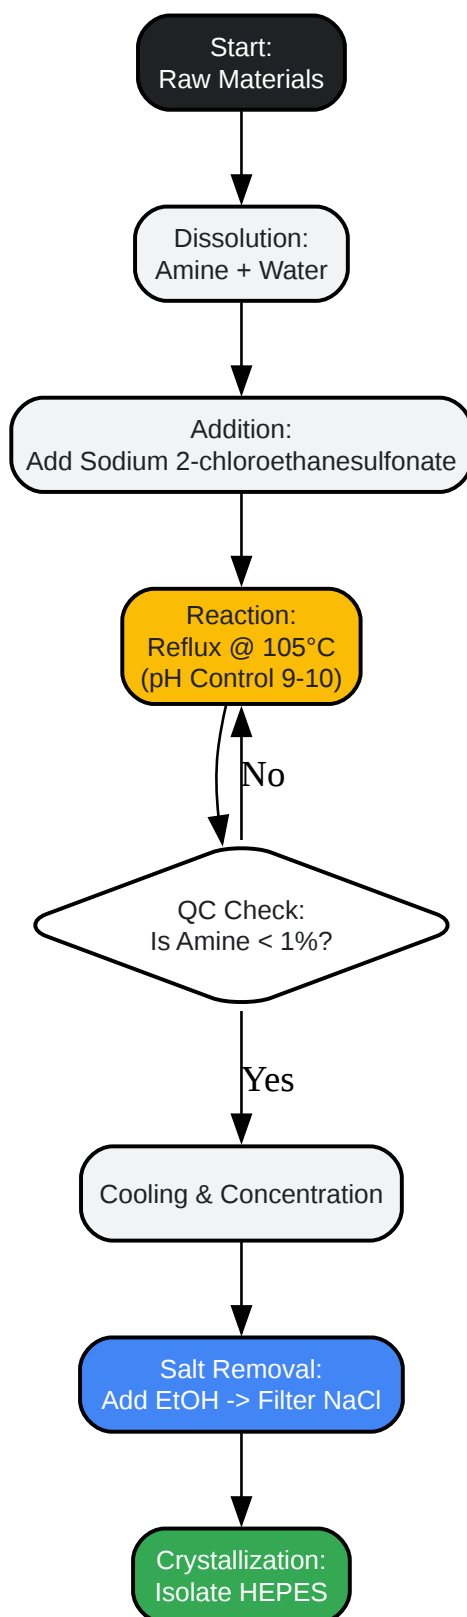 Start:
Raw Materials
Dissolution:
Amine + Water
Addition:
Add Sodium 2-chloroethanesulfonate
Reaction:
Reflux @ 105°C
(pH Control 9-10)
No
QC Check:
Is Amine < 1%?
Yes
Cooling & Concentration
Salt Removal:
Add EtOH -> Filter NaCl
Crystallization:
Isolate HEPES